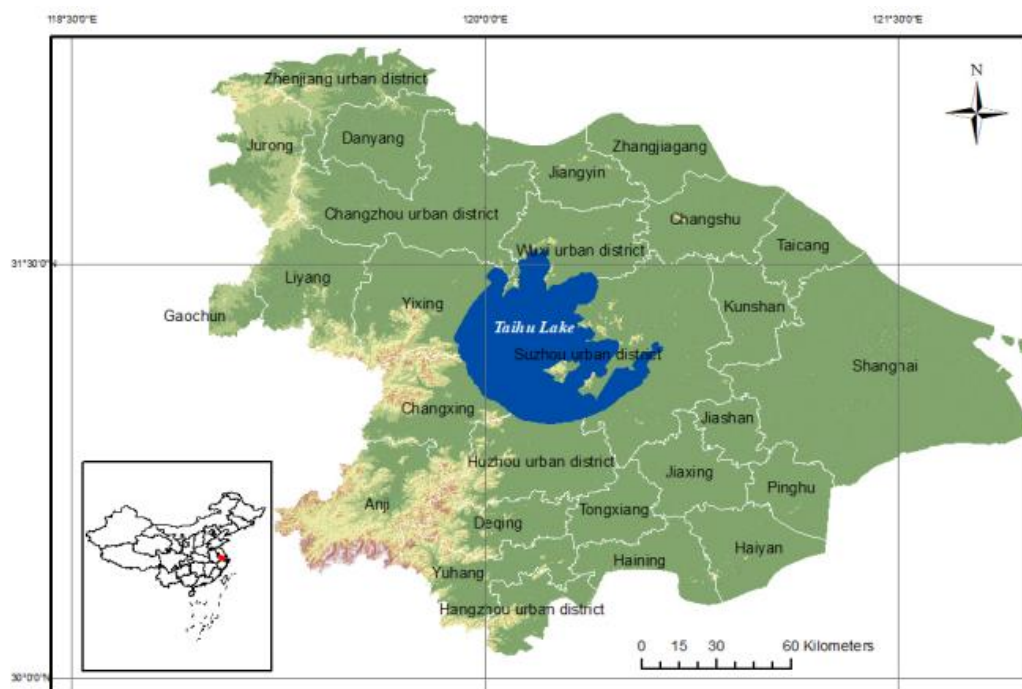 118°30'0"E
120°0'0"E
121°30'0"E
N
Zhenjiang urban district
Jurong
Danyang
Zhangjiagang
Jiangyin
Changzhou urban district
Changshu
Taicang
31°30'0"N
Wuxi urban district
Liyang
Yixing
Kunshan
Gaochun
Taihu Lake
Suzhou urban district
Shanghai
Changxing
Jiashan
Huzhou urban district
Jiaxing
Pinghu
Anji
Deqing
Tongxiang
Haining
Haiyan
Yuhang
Hangzhou urban district
0 15 30 60 Kilometers
30°0'0"N